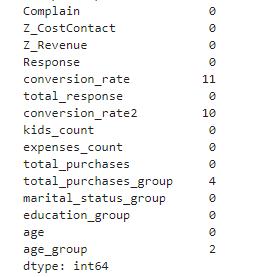 Complain 0
Z_CostContact 0
Z_Revenue 0
Response 0
conversion_rate 11
total_response 0
conversion_rate2 10
kids_count 0
expenses_count 0
total_purchases 0
total_purchases_group 4
marital_status_group 0
education_group 0
age 0
age_group 2
dtype: int64